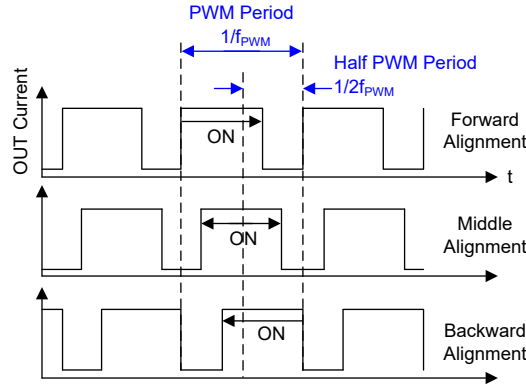 PWM Period
1/fPWM
Half PWM Period
1/2fPWM
OUT Current
ON
Forward
Alignment
t
ON
Middle
Alignment
ON
Backward
Alignment